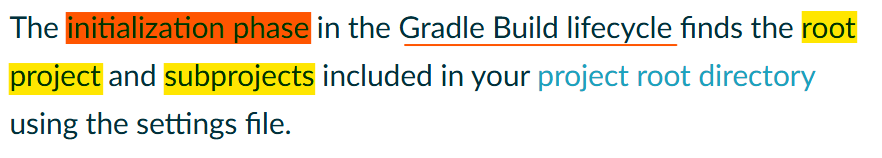 The initialization phase in the Gradle Build lifecycle finds the root
project and subprojects included in your project root directory
using the settings file.